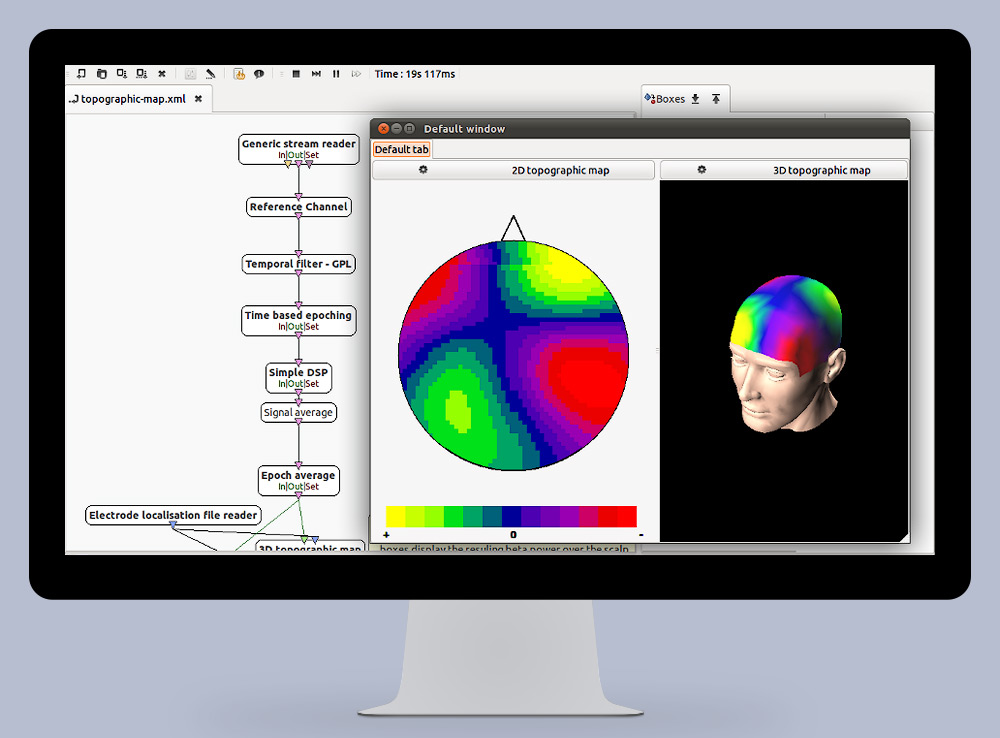 Time : 19s 117ms
topographic-map.xml
Boxes
Generic stream reader
In|Out|Set
Reference Channel
Temporal filter - GPL
Time based epoching
In|Out|Set
Simple DSP
In|Out|Set
Signal average
Epoch average
In|Out|Set
Electrode localisation file reader
3D topographic map
Default window
Default tab
2D topographic map
3D topographic map
+ 0 -
boxes display the resuling beta power over the scalp